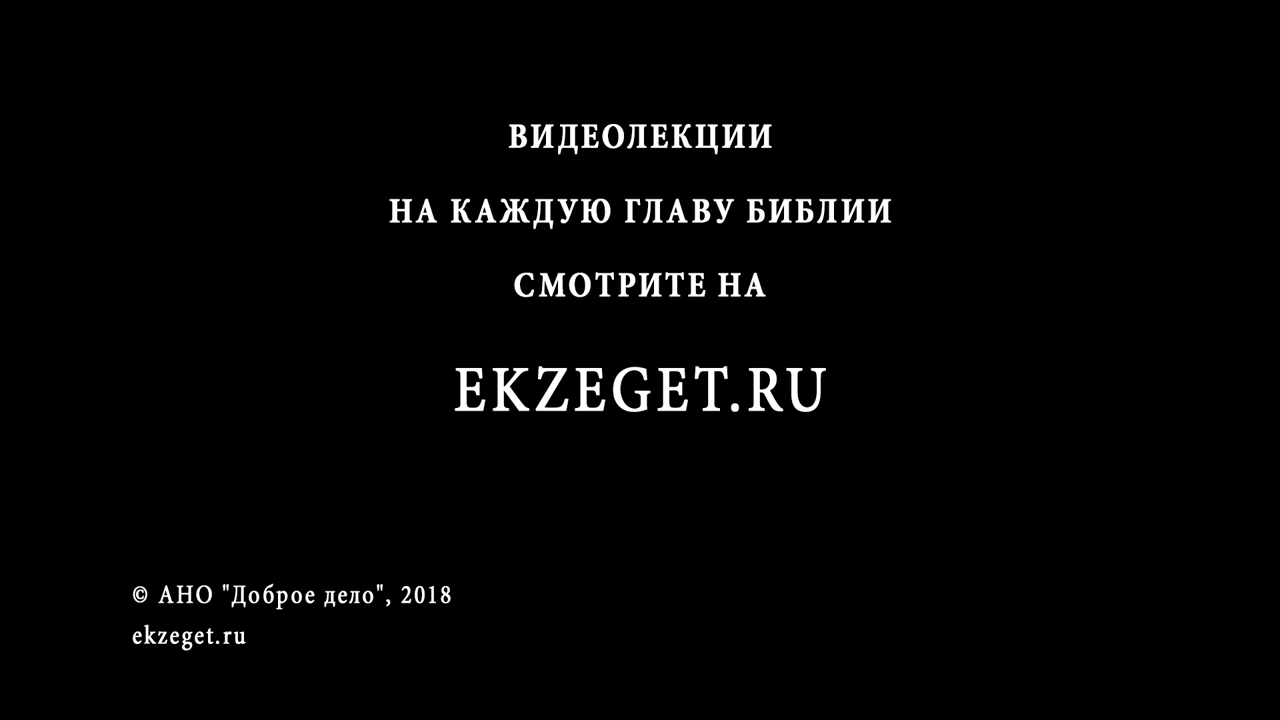 ВИДЕОЛЕКЦИИ
НА КАЖДУЮ ГЛАВУ БИБЛИИ
СМОТРИТЕ НА
EKZEGET.RU
© АНО "Доброе дело", 2018
ekzeget.ru